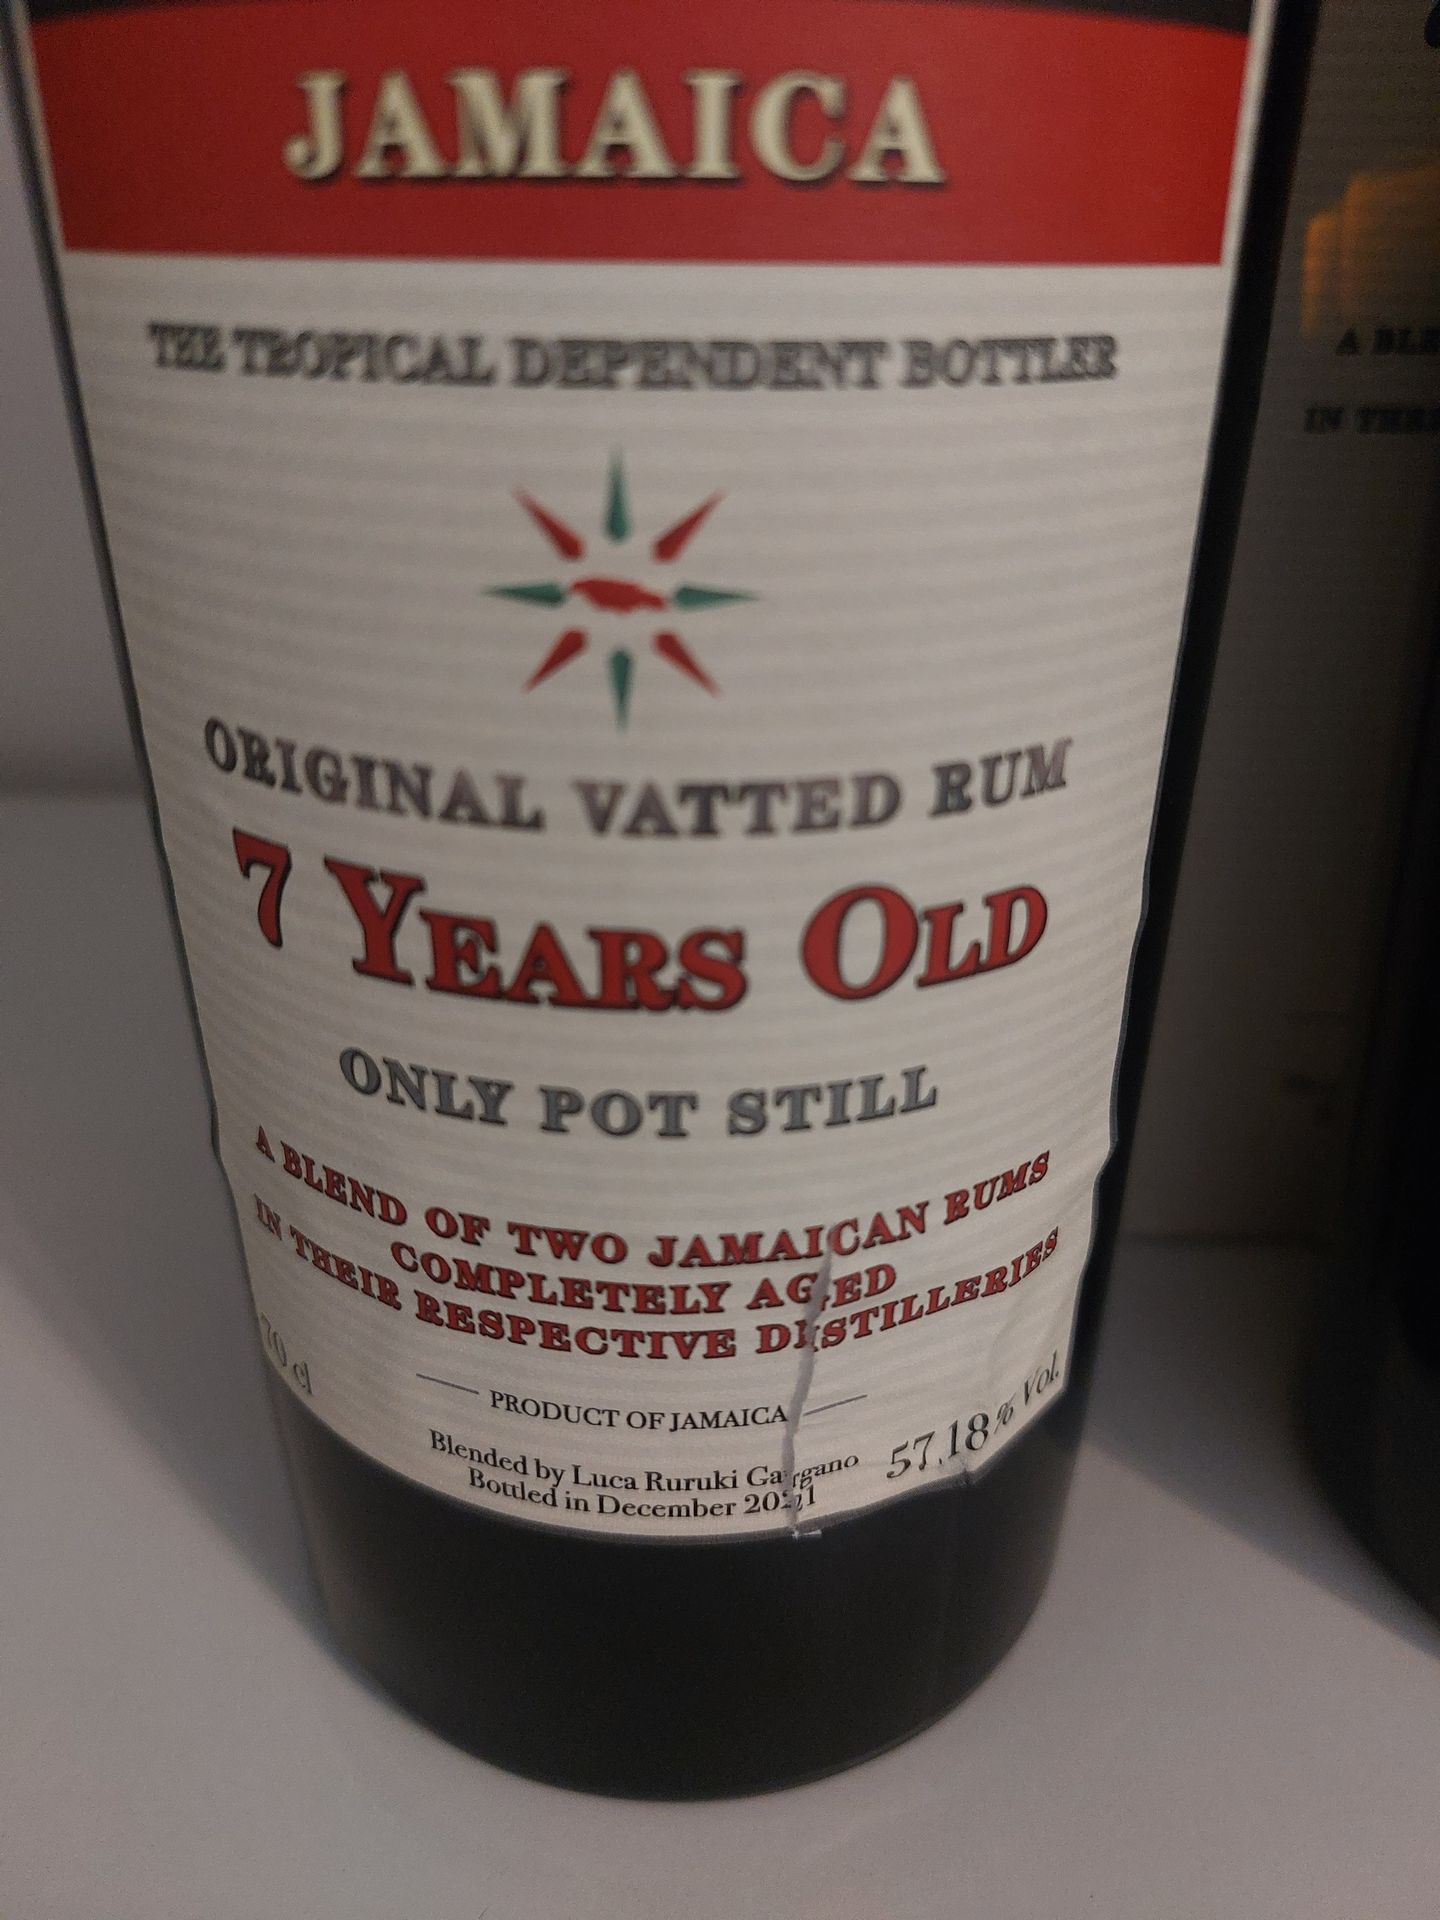 JAMAICA
THE TROPICAL DEPENDENT BOTTLER
ORIGINAL VATTED RUM
7 YEARS OLD
ONLY POT STILL
A BLEND OF TWO JAMAICAN RUMS
COMPLETELY AGED
IN THEIR RESPECTIVE DISTILLERIES
70 cl
PRODUCT OF JAMAICA
57,18% Vol.
Blended by Luca Ruruki Gargano
Bottled in December 2021
A
IN